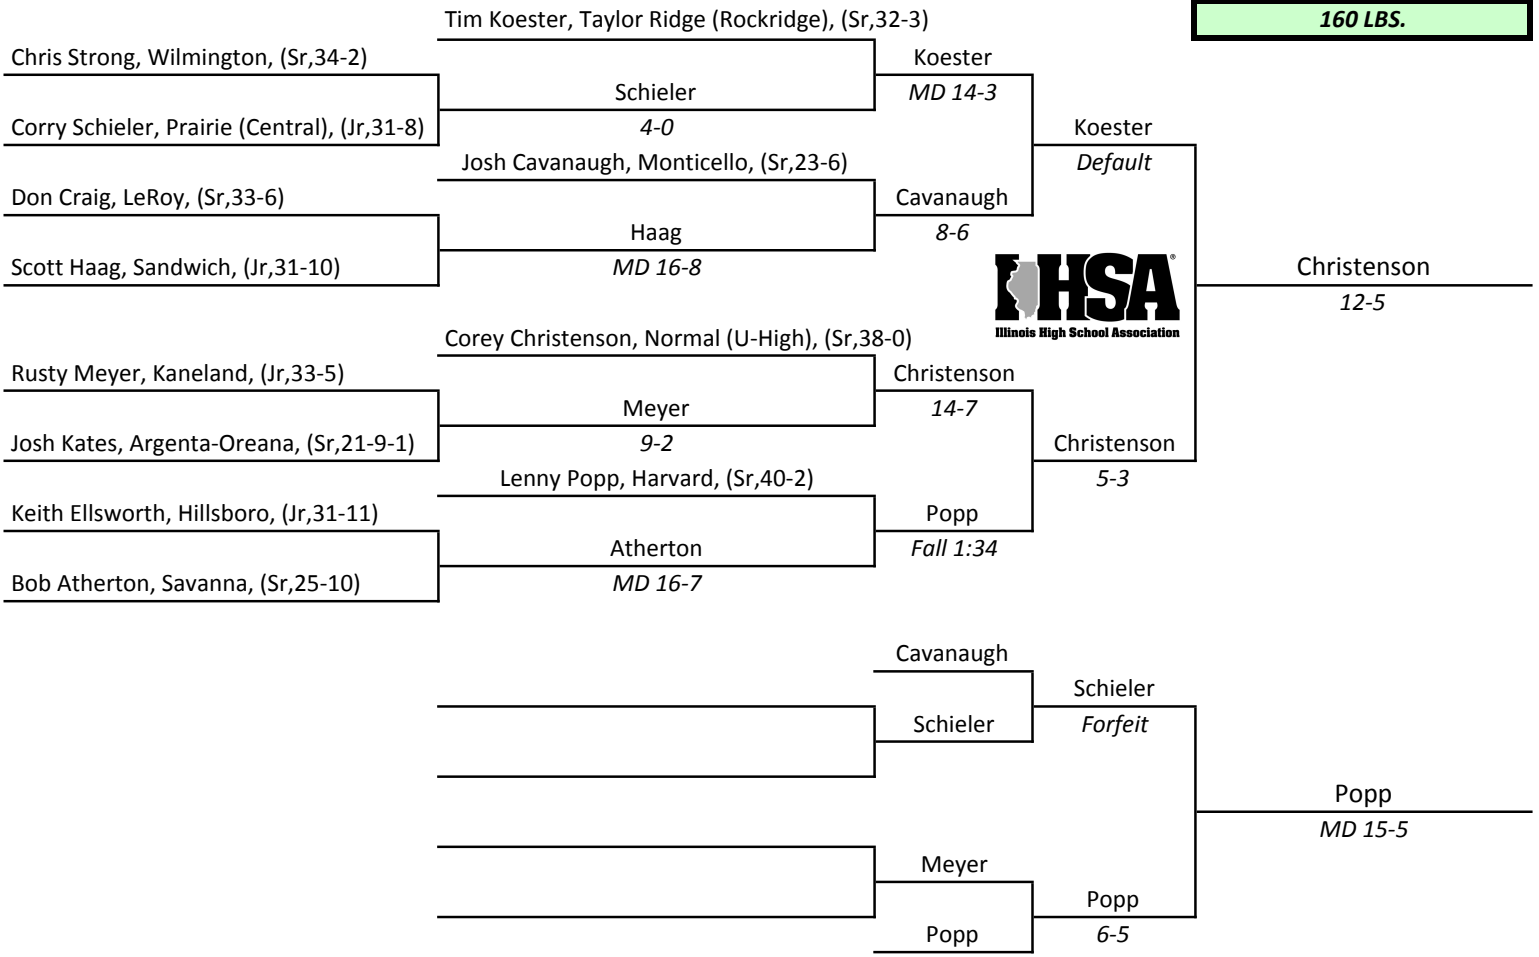 Tim Koester, Taylor Ridge (Rockridge), (Sr,32-3)
160 LBS.
Chris Strong, Wilmington, (Sr,34-2)
Koester
Schieler
MD 14-3
Corry Schieler, Prairie (Central), (Jr,31-8)
4-0
Koester
Josh Cavanaugh, Monticello, (Sr,23-6)
Default
Don Craig, LeRoy, (Sr,33-6)
Cavanaugh
Haag
8-6
Scott Haag, Sandwich, (Jr,31-10)
MD 16-8
IHSA®
Christenson
12-5
Illinois High School Association
Corey Christenson, Normal (U-High), (Sr,38-0)
Rusty Meyer, Kaneland, (Jr,33-5)
Christenson
Meyer
14-7
Josh Kates, Argenta-Oreana, (Sr,21-9-1)
9-2
Christenson
Lenny Popp, Harvard, (Sr,40-2)
5-3
Keith Ellsworth, Hillsboro, (Jr,31-11)
Popp
Atherton
Fall 1:34
Bob Atherton, Savanna, (Sr,25-10)
MD 16-7
Cavanaugh
Schieler
Schieler
Forfeit
Popp
MD 15-5
Meyer
Popp
Popp
6-5